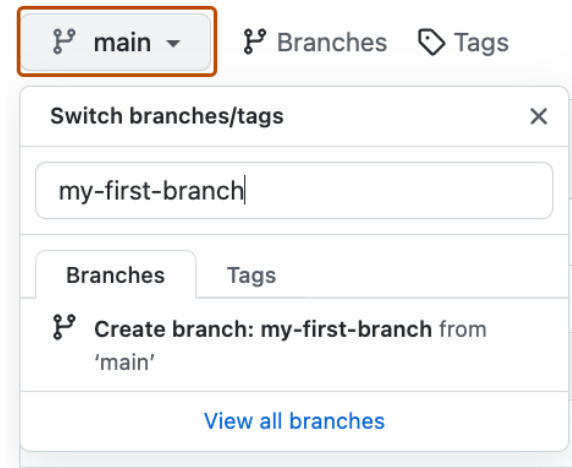 main Branches Tags
Switch branches/tags
my-first-branch
Branches Tags
Create branch: my-first-branch from
‘main’
View all branches